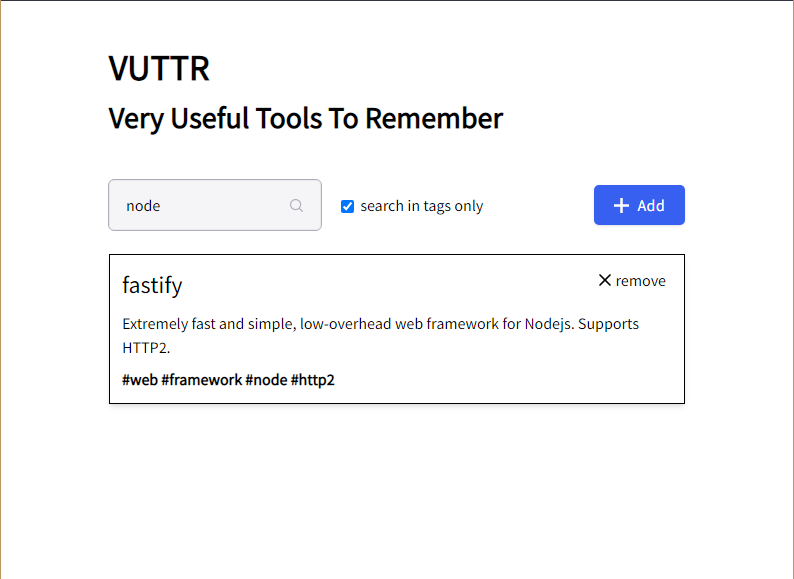 VUTTR
Very Useful Tools To Remember
node
search in tags only
Add
fastify
remove
Extremely fast and simple, low-overhead web framework for Nodejs. Supports
HTTP2.
#web #framework #node #http2